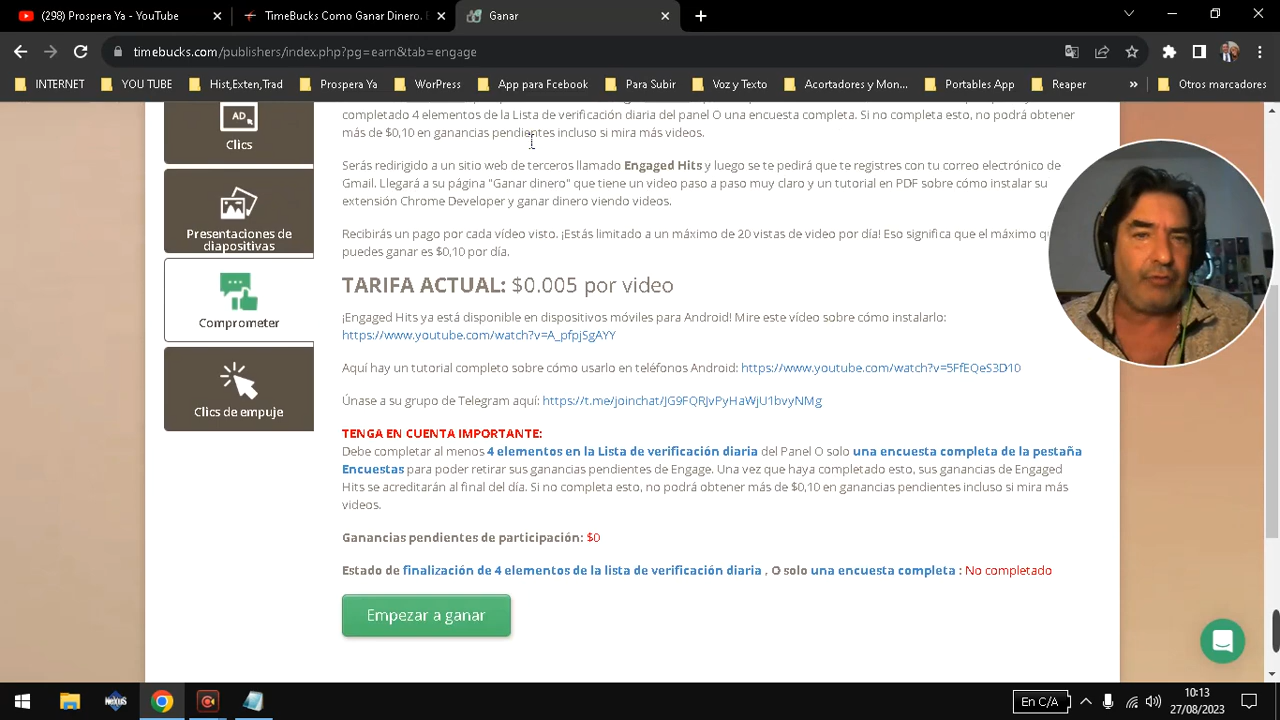 (298) Prospera Ya - YouTube
TimeBucks Como Ganar Dinero.
Ganar
timebucks.com/publishers/index.php?pg=earn&tab=engage
INTERNET
YOU TUBE
Hist,Exten,Trad
Prospera Ya
WorPress
App para Fcebook
Para Subir
Voz y Texto
Acortadores y Mon...
Portables App
Reaper
Otros marcadores
AD
Clics
Presentaciones de
diapositivas
Comprometer
Clics de empuje
completado 4 elementos de la Lista de verificación diaria del panel O una encuesta completa. Si no completa esto, no podrá obtener
más de $0,10 en ganancias pendientes incluso si mira más videos.
Serás redirigido a un sitio web de terceros llamado Engaged Hits y luego se te pedirá que te registres con tu correo electrónico de
Gmail. Llegará a su página "Ganar dinero" que tiene un video paso a paso muy claro y un tutorial en PDF sobre cómo instalar su
extensión Chrome Developer y ganar dinero viendo videos.
Recibirás un pago por cada vídeo visto. ¡Estás limitado a un máximo de 20 vistas de video por día! Eso significa que el máximo
puedes ganar es $0,10 por día.
TARIFA ACTUAL: $0.005 por video
¡Engaged Hits ya está disponible en dispositivos móviles para Android! Mire este vídeo sobre cómo instalarlo:
https://www.youtube.com/watch?v=A_pfpjSgAYY
Aquí hay un tutorial completo sobre cómo usarlo en teléfonos Android: https://www.youtube.com/watch?v=5FfEQeS3D10
Únase a su grupo de Telegram aquí: https://t.me/joinchat/JG9FQRJvPyHaWjU1bvyNMg
TENGA EN CUENTA IMPORTANTE:
Debe completar al menos 4 elementos en la Lista de verificación diaria del Panel O solo una encuesta completa de la pestaña
Encuestas para poder retirar sus ganancias pendientes de Engage. Una vez que haya completado esto, sus ganancias de Engaged
Hits se acreditarán al final del día. Si no completa esto, no podrá obtener más de $0,10 en ganancias pendientes incluso si mira más
videos.
Ganancias pendientes de participación: $0
Estado de finalización de 4 elementos de la lista de verificación diaria , O solo una encuesta completa : No completado
Empezar a ganar
Nexus
En C/A
10:13
27/08/2023